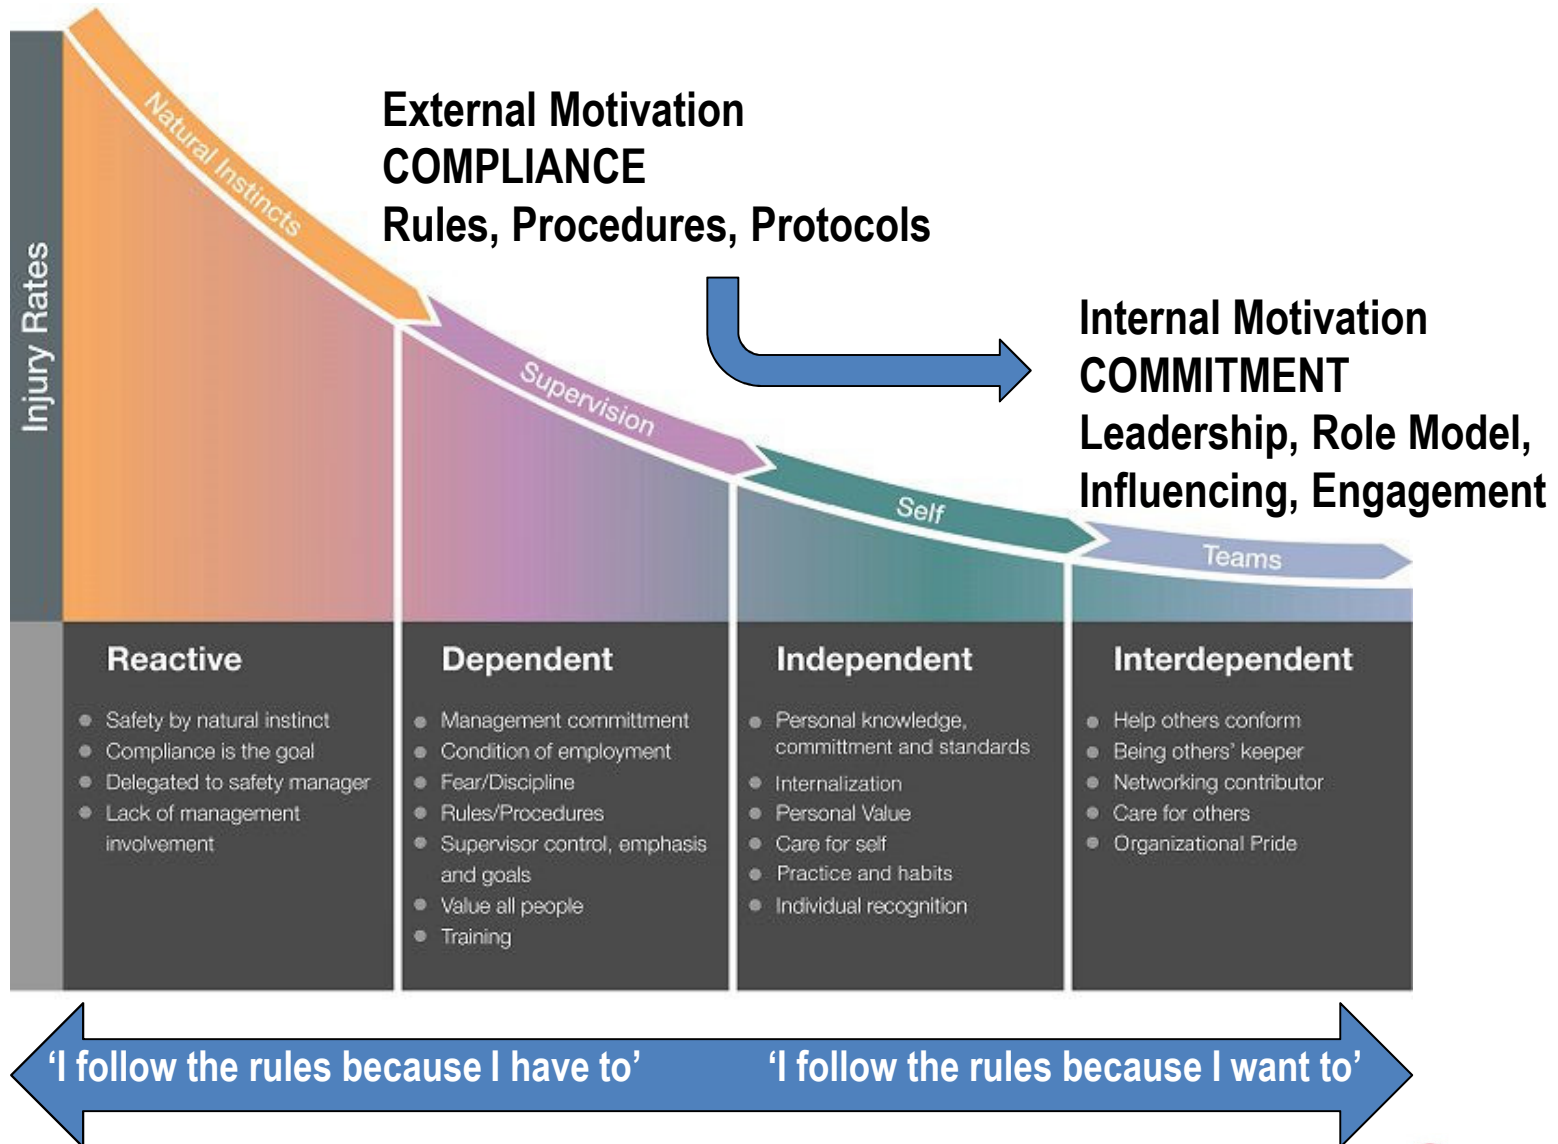 External Motivation
COMPLIANCE
Rules, Procedures, Protocols
Internal Motivation
COMMITMENT
Leadership, Role Model,
Influencing, Engagement
Injury Rates
Natural Instincts
Supervision
Self
Teams
Reactive
Safety by natural instinct
Compliance is the goal
Delegated to safety manager
Lack of management
involvement
Dependent
Management committment
Condition of employment
Fear/Discipline
Rules/Procedures
Supervisor control, emphasis
and goals
Value all people
Training
Independent
Personal knowledge,
committment and standards
Internalization
Personal Value
Care for self
Practice and habits
Individual recognition
Interdependent
Help others conform
Being others' keeper
Networking contributor
Care for others
Organizational Pride
‘I follow the rules because I have to’
‘I follow the rules because I want to’